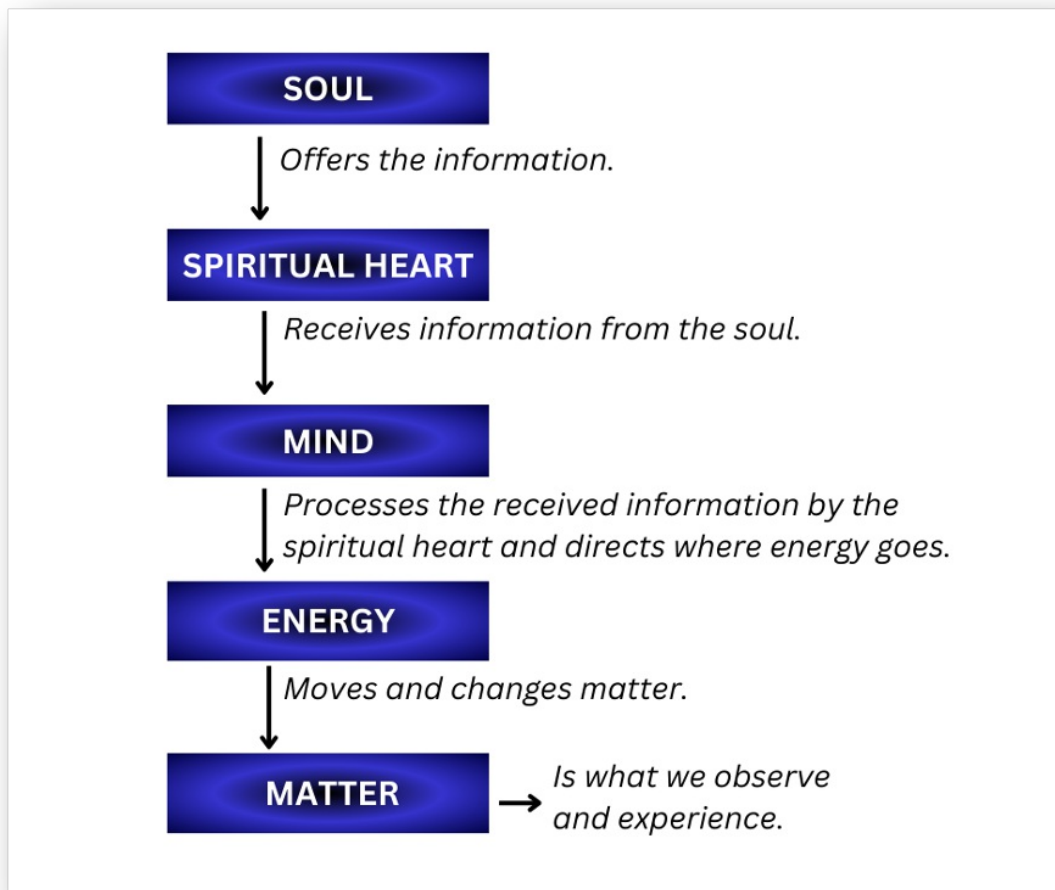 SOUL
Offers the information.
SPIRITUAL HEART
Receives information from the soul.
MIND
Processes the received information by the
spiritual heart and directs where energy goes.
ENERGY
Moves and changes matter.
MATTER
Is what we observe
and experience.